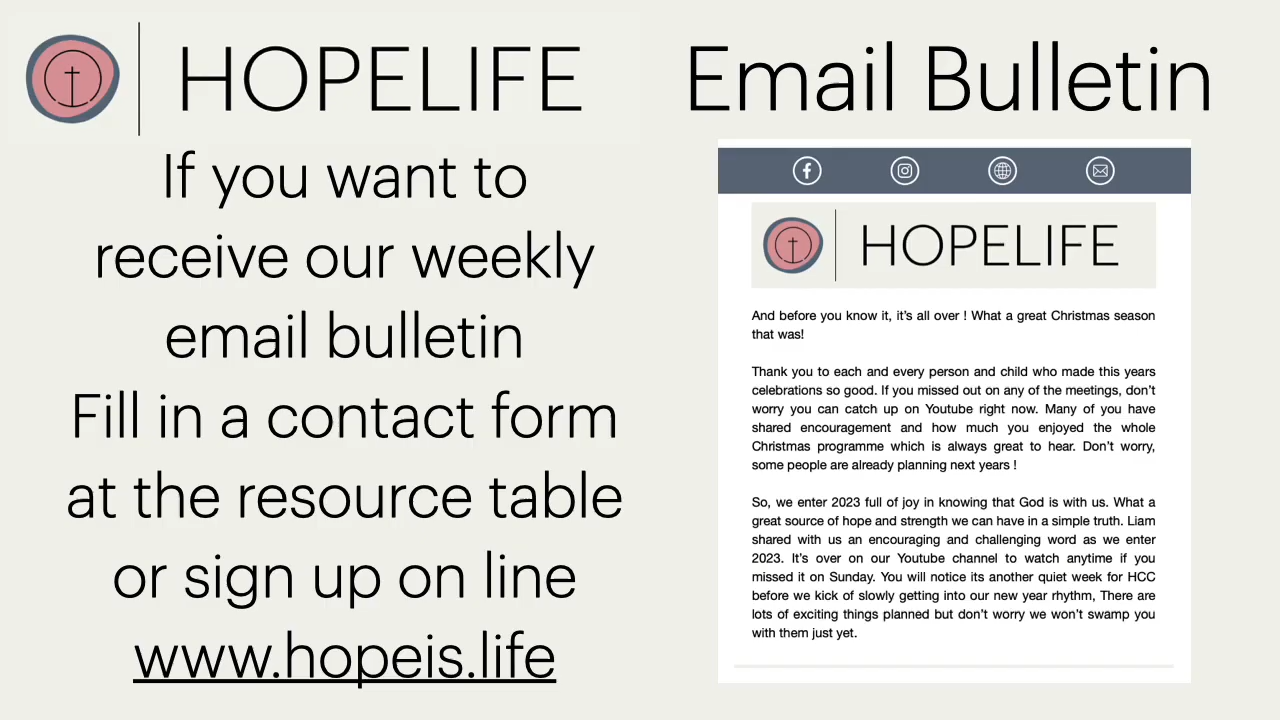 HOPELIFE
If you want to
receive our weekly
email bulletin
Fill in a contact form
at the resource table
or sign up on line
www.hopeis.life
Email Bulletin
HOPELIFE
And before you know it, it's all over ! What a great Christmas season
that was!
Thank you to each and every person and child who made this years
celebrations so good. If you missed out on any of the meetings, don't
worry you can catch up on Youtube right now. Many of you have
shared encouragement and how much you enjoyed the whole
Christmas programme which is always great to hear. Don't worry,
some people are already planning next years !
So, we enter 2023 full of joy in knowing that God is with us. What a
great source of hope and strength we can have in a simple truth. Liam
shared with us an encouraging and challenging word as we enter
2023. It's over on our Youtube channel to watch anytime if you
missed it on Sunday. You will notice its another quiet week for HCC
before we kick of slowly getting into our new year rhythm, There are
lots of exciting things planned but don't worry we won't swamp you
with them just yet.